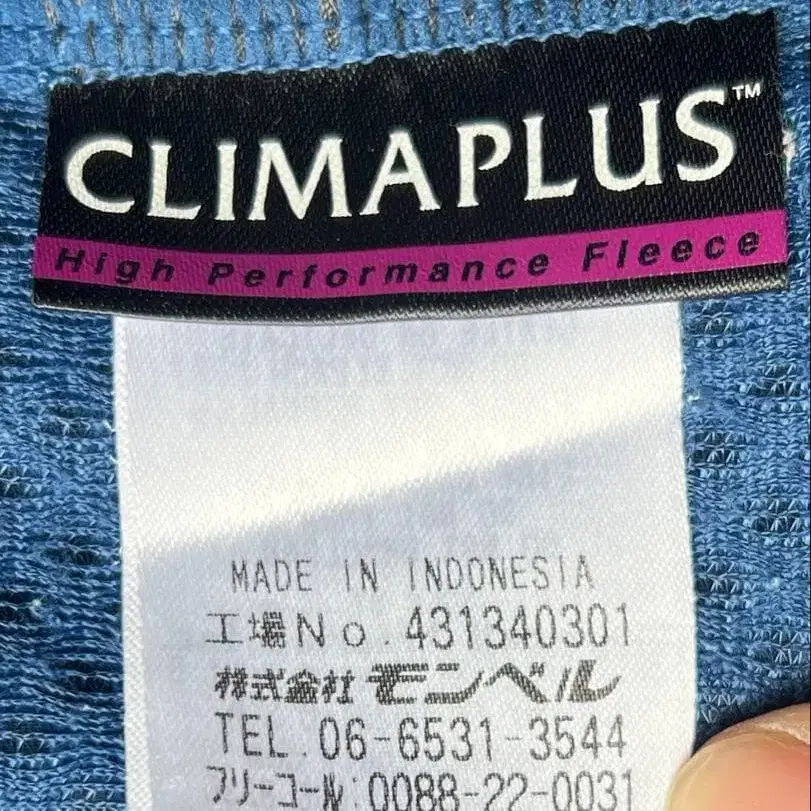 CLIMAPLUS™
High Performance Fleece
MADE IN INDONESIA
工場No.431340301
株式会社モンベル
TEL.06-6531-3544
フリーコール:0088-22-0031